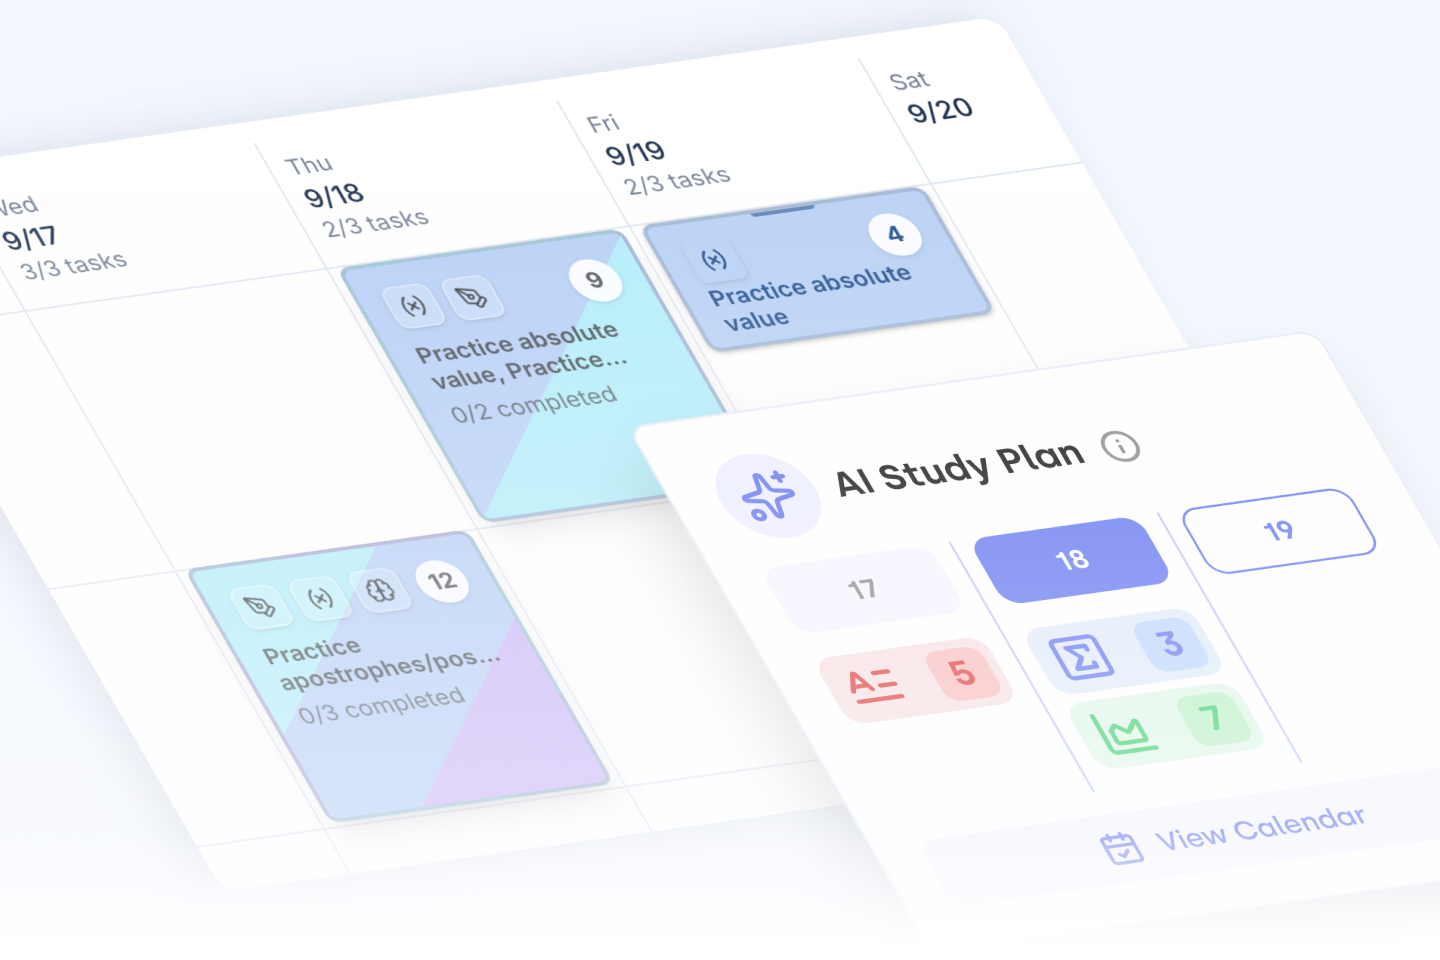 Wed
9/17
3/3 tasks
Thu
9/18
2/3 tasks
Fri
9/19
2/3 tasks
Sat
9/20
(×)
9
Practice absolute
value, Practice...
0/2 completed
(×)
4
Practice absolute
value
(×)
12
Practice
apostrophes/pos...
0/3 completed
AI Study Plan
17
18
19
A
5
Σ
3
7
View Calendar